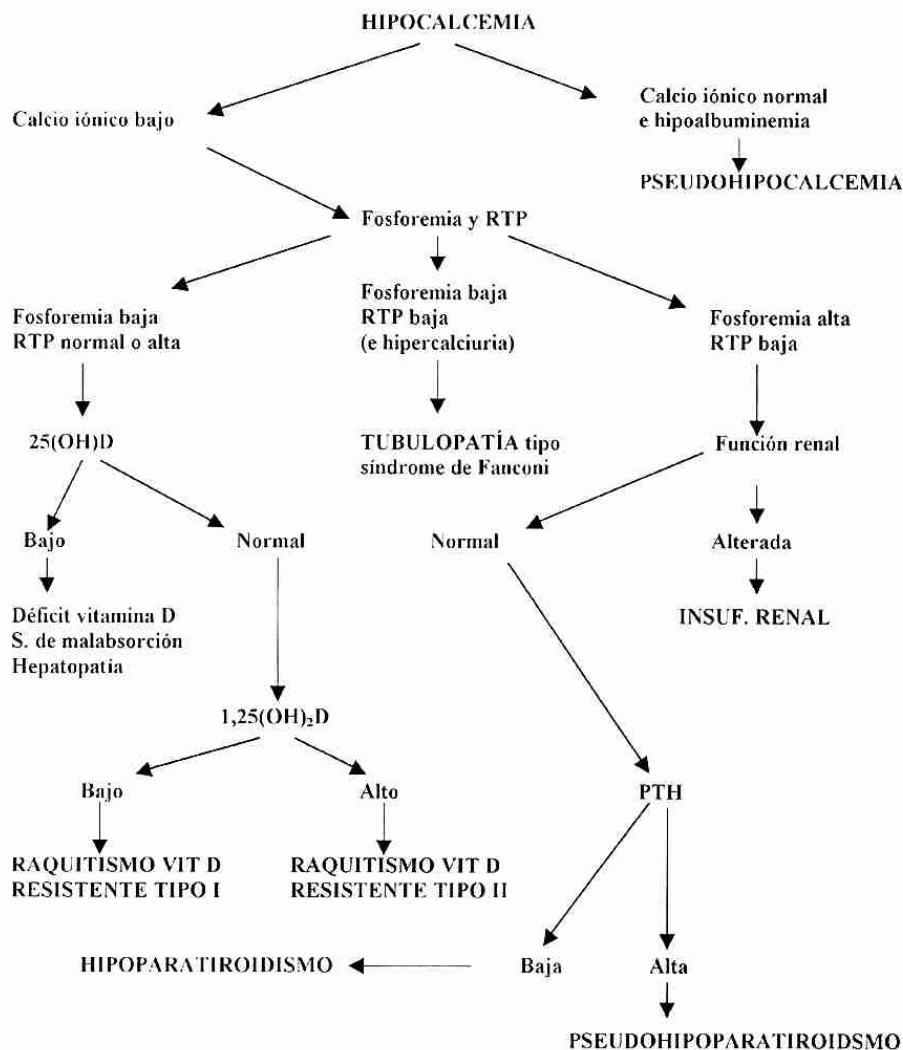 HIPOCALCEMIA
Calcio iónico bajo
Calcio iónico normal
e hipoalbuminemia
PSEUDOHIPOCALCEMIA
Fosforemia y RTP
Fosforemia baja
RTP normal o alta
Fosforemia baja
RTP baja
(e hipercalciuria)
Fosforemia alta
RTP baja
25(OH)D
TUBULOPATÍA tipo
síndrome de Fanconi
Función renal
Bajo
Normal
Normal
Alterada
Déficit vitamina D
S. de malabsorción
Hepatopatía
INSUF. RENAL
1,25(OH)₂D
Bajo
Alto
PTH
RAQUITISMO VIT D
RESISTENTE TIPO I
RAQUITISMO VIT D
RESISTENTE TIPO II
HIPOPARATIROIDISMO
Baja
Alta
PSEUDOHIPOPARATIROIDSMO